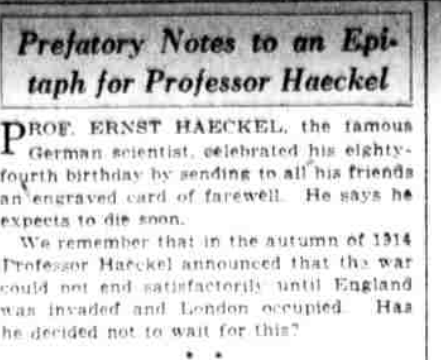 Prefatory Notes to an Epi-
taph for Professor Haeckel
PROF. ERNST HAECKEL, the famous
German scientist, celebrated his eighty-
fourth birthday by sending to all his friends
an engraved card of farewell. He says he
expects to die soon.
We remember that in the autumn of 1914
Professor Haeckel announced that the war
could not end satisfactorily until England
was invaded and London occupied. Has
he decided not to wait for this?
* *